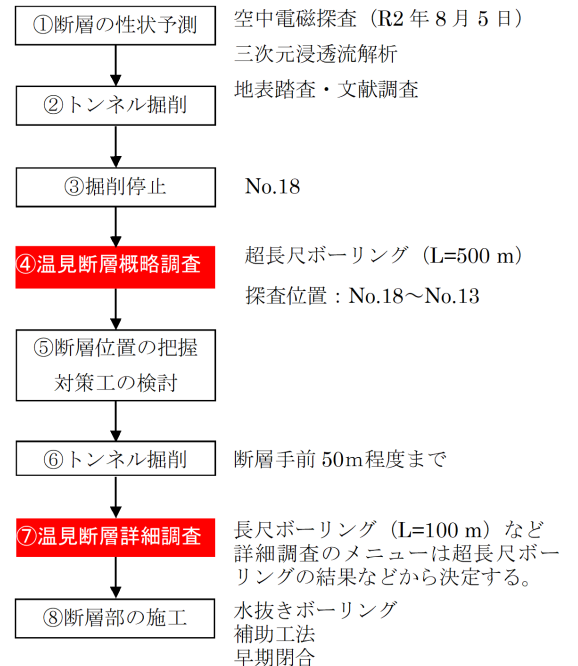 ①断層の性状予測
空中電磁探査（R2 年 8 月 5 日）
三次元浸透流解析
地表踏査・文献調査
②トンネル掘削
③掘削停止
No.18
④温見断層概略調査
超長尺ボーリング（L=500 m）
探査位置：No.18～No.13
⑤断層位置の把握
対策工の検討
⑥トンネル掘削
断層手前 50ｍ程度まで
⑦温見断層詳細調査
長尺ボーリング（L=100 m）など
詳細調査のメニューは超長尺ボー
リングの結果などから決定する。
⑧断層部の施工
水抜きボーリング
補助工法
早期閉合